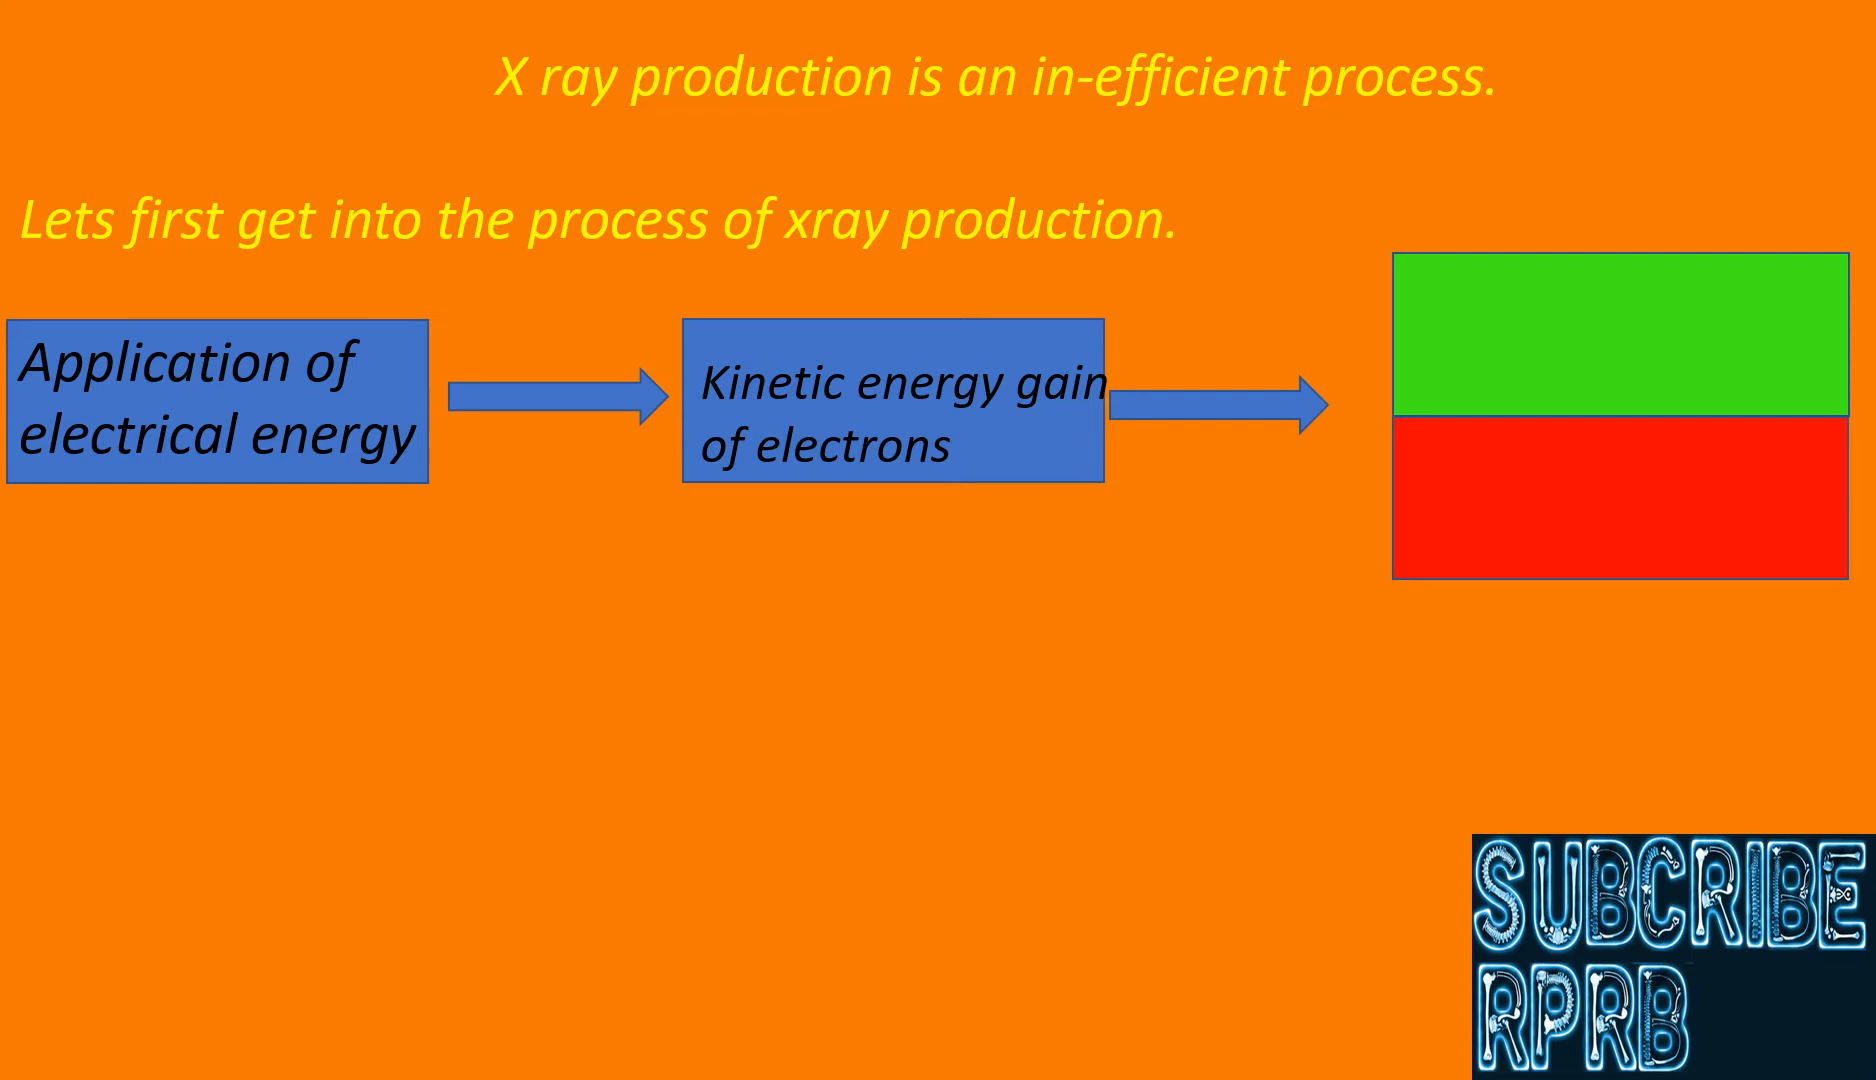 X ray production is an in-efficient process.
Lets first get into the process of xray production.
Application of
electrical energy
Kinetic energy gain
of electrons
SUBCRIBE
RPRB